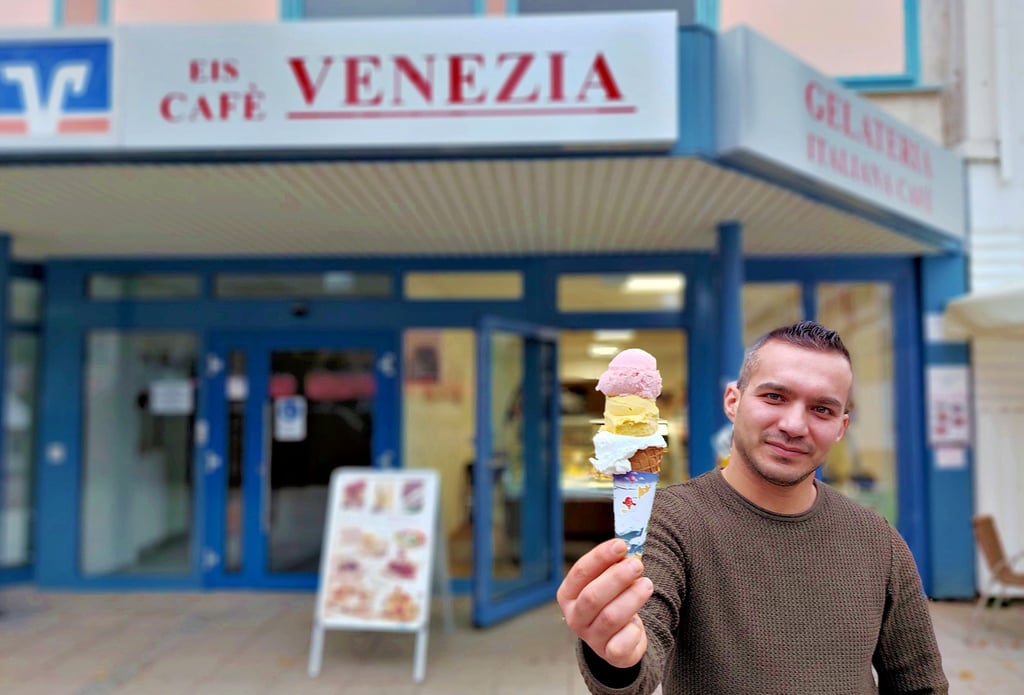 EIS
CAFÈ
VENEZIA
GELATERIA
ITALIANA CAFÈ